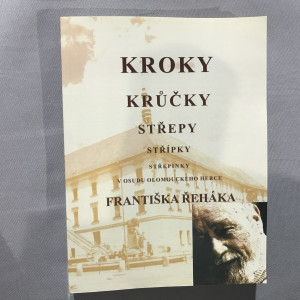 KROKY
KRŮČKY
STŘEPY
STŘÍPKY
STŘEPINKY
V OSUDU OLOMOUCKÉHO HERCE
FRANTIŠKA ŘEHÁKA